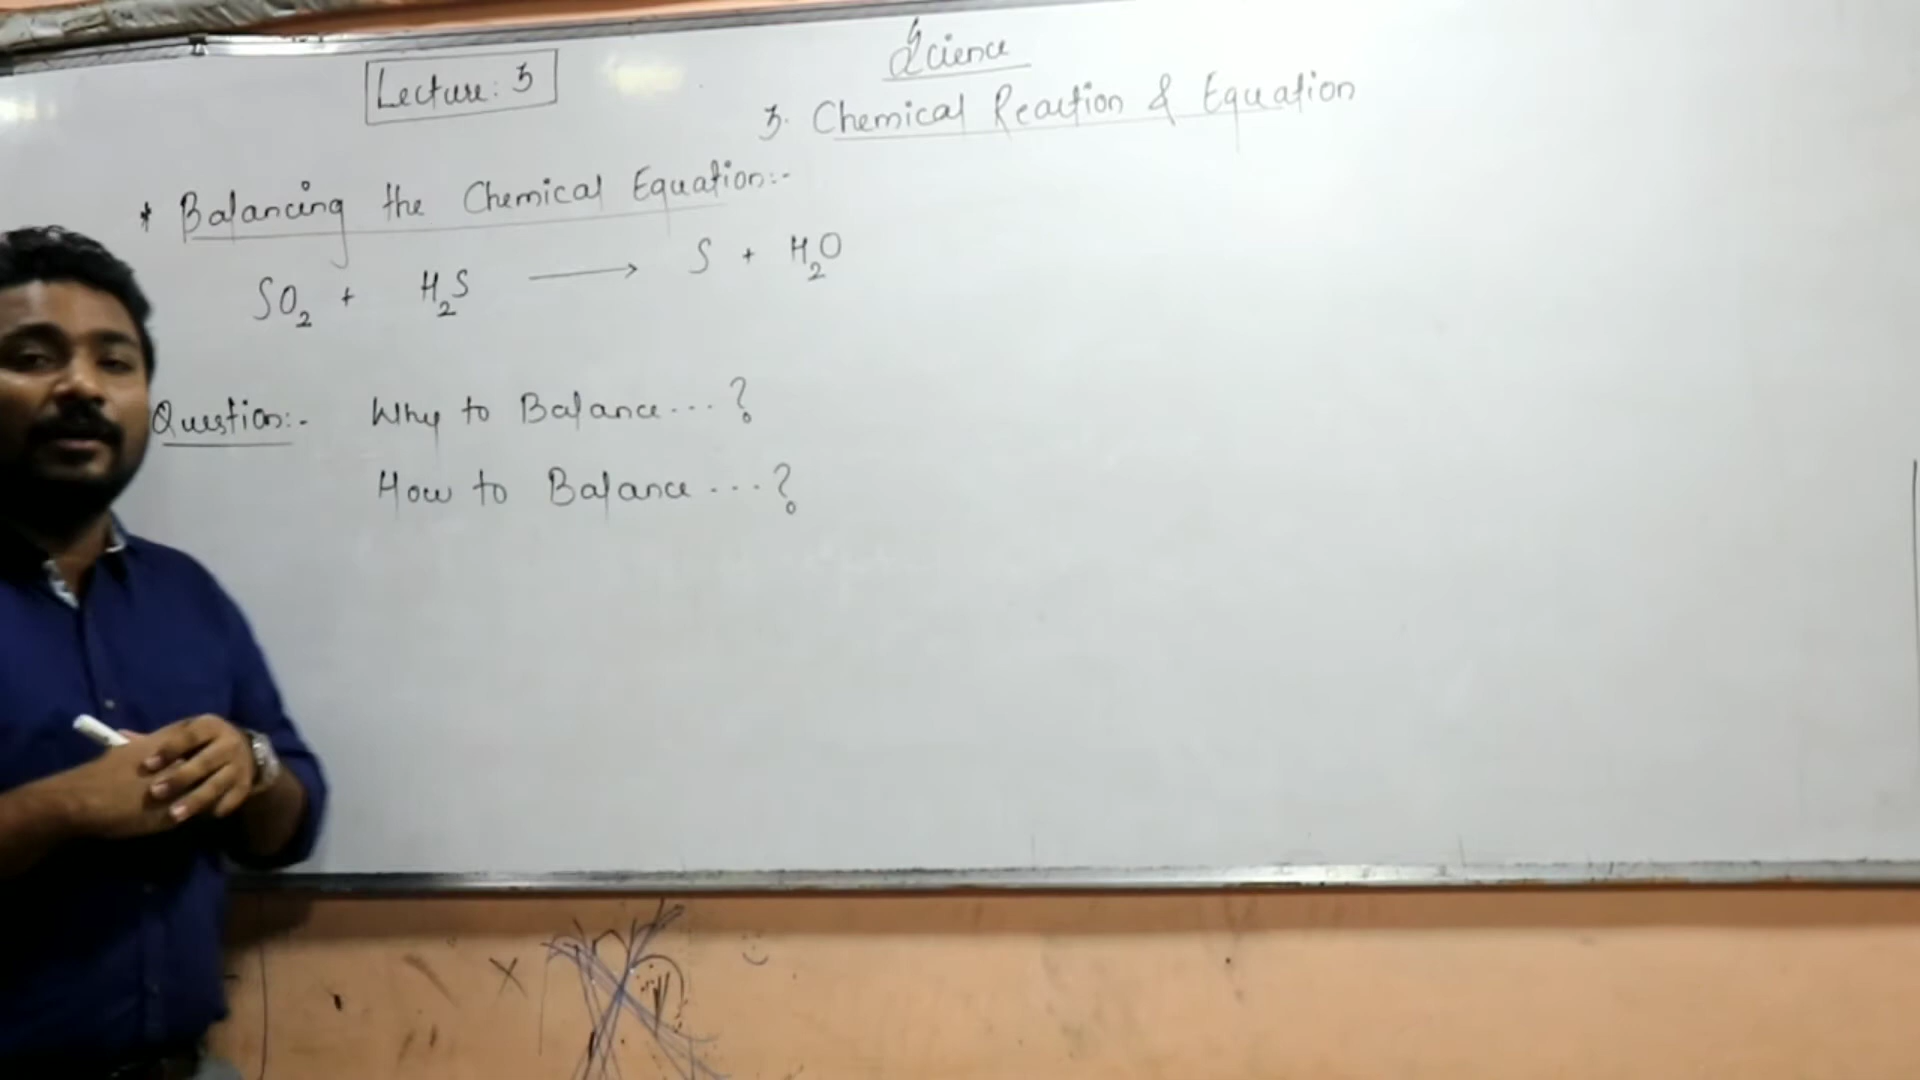 Science
Lecture: 3
3. Chemical Reaction & Equation
* Balancing the Chemical Equation:-
SO₂ + H₂S ⟶ S + H₂O
Question:- Why to Balance...?
How to Balance...?